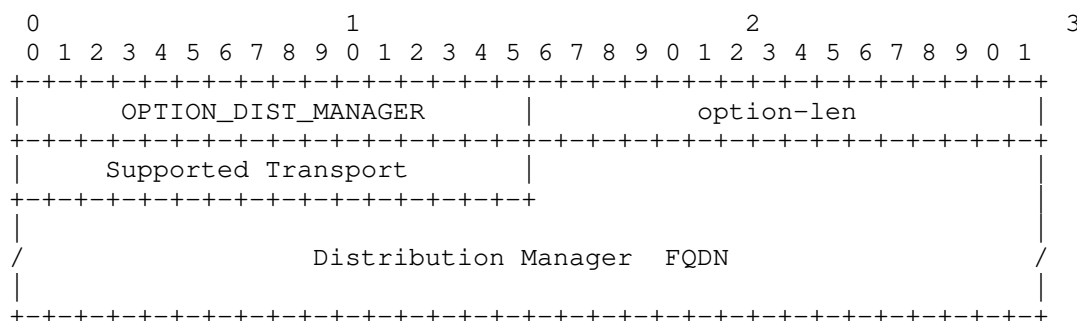 0                   1                   2                   3
 0 1 2 3 4 5 6 7 8 9 0 1 2 3 4 5 6 7 8 9 0 1 2 3 4 5 6 7 8 9 0 1
+-+-+-+-+-+-+-+-+-+-+-+-+-+-+-+-+-+-+-+-+-+-+-+-+-+-+-+-+-+-+-+-+
|      OPTION_DIST_MANAGER      |          option-len           |
+-+-+-+-+-+-+-+-+-+-+-+-+-+-+-+-+-+-+-+-+-+-+-+-+-+-+-+-+-+-+-+-+
|     Supported Transport       |                               |
+-+-+-+-+-+-+-+-+-+-+-+-+-+-+-+-+                               |
|                                                               |
/                  Distribution Manager  FQDN                   /
|                                                               |
+-+-+-+-+-+-+-+-+-+-+-+-+-+-+-+-+-+-+-+-+-+-+-+-+-+-+-+-+-+-+-+-+